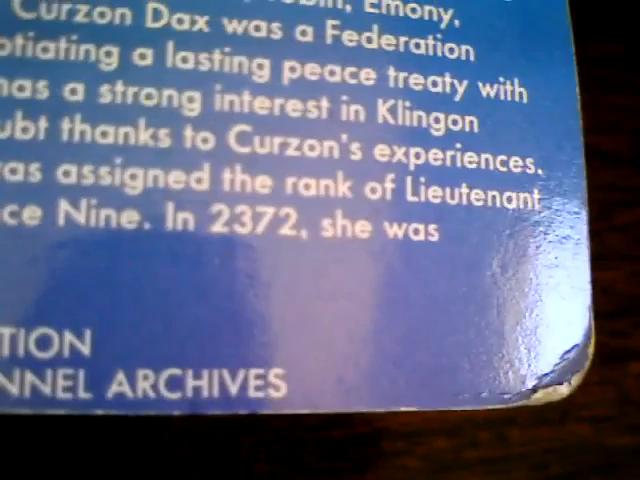 Emony,
Curzon Dax was a Federation
otiating a lasting peace treaty with
has a strong interest in Klingon
ubt thanks to Curzon's experiences.
as assigned the rank of Lieutenant
ce Nine. In 2372, she was
TION
NNEL ARCHIVES